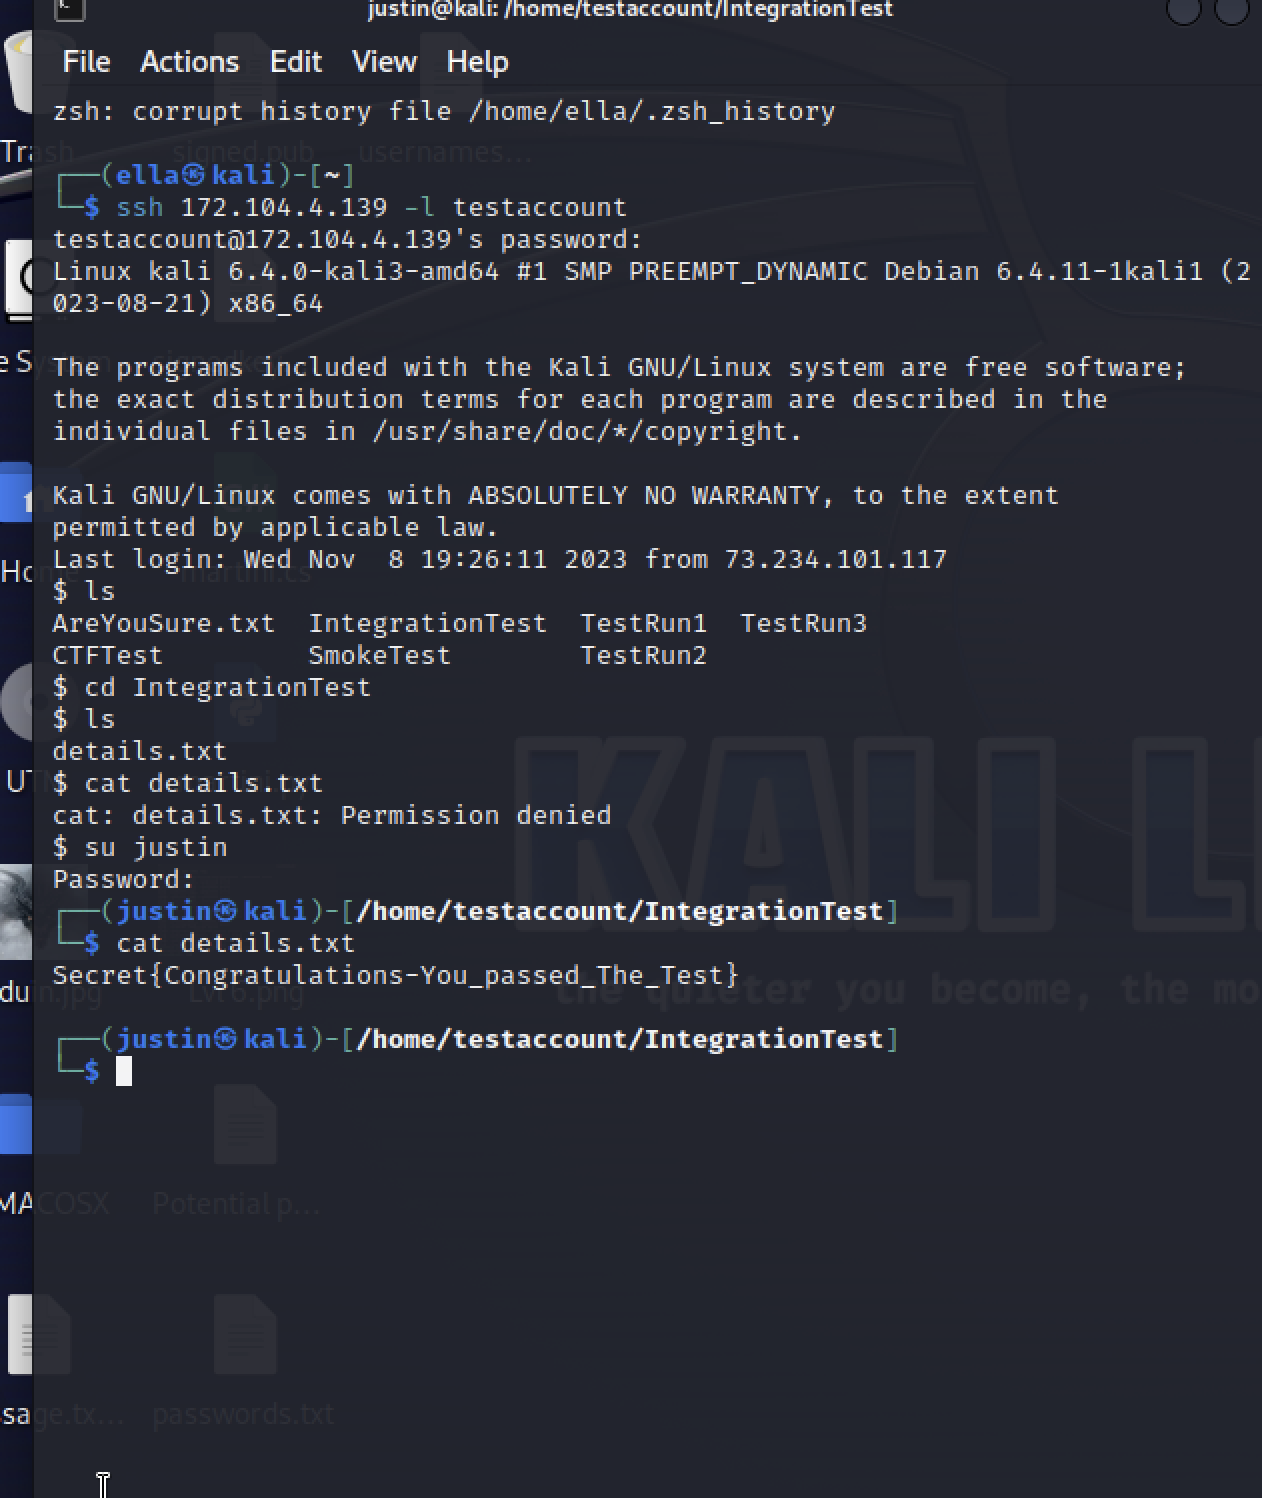 justin@kali: /home/testaccount/IntegrationTest
File Actions Edit View Help
zsh: corrupt history file /home/ella/.zsh_history
Trash signed.pub usernames...
┌──(ella㉿kali)-[~]
└─$ ssh 172.104.4.139 -l testaccount
testaccount@172.104.4.139's password:
Linux kali 6.4.0-kali3-amd64 #1 SMP PREEMPT_DYNAMIC Debian 6.4.11-1kali1 (2
023-08-21) x86_64
The programs included with the Kali GNU/Linux system are free software;
the exact distribution terms for each program are described in the
individual files in /usr/share/doc/*/copyright.
Kali GNU/Linux comes with ABSOLUTELY NO WARRANTY, to the extent
permitted by applicable law.
Last login: Wed Nov  8 19:26:11 2023 from 73.234.101.117
Home martini.cs
$ ls
AreYouSure.txt  IntegrationTest  TestRun1  TestRun3
CTFTest         SmokeTest        TestRun2
$ cd IntegrationTest
$ ls
details.txt
$ cat details.txt
cat: details.txt: Permission denied
$ su justin
Password:
┌──(justin㉿kali)-[/home/testaccount/IntegrationTest]
└─$ cat details.txt
Secret{Congratulations-You_passed_The_Test}
duin.jpg Lvl 6.png
KALI LI
the quieter you become, the mo
┌──(justin㉿kali)-[/home/testaccount/IntegrationTest]
└─$
MACOSX Potential p...
ssage.tx... passwords.txt